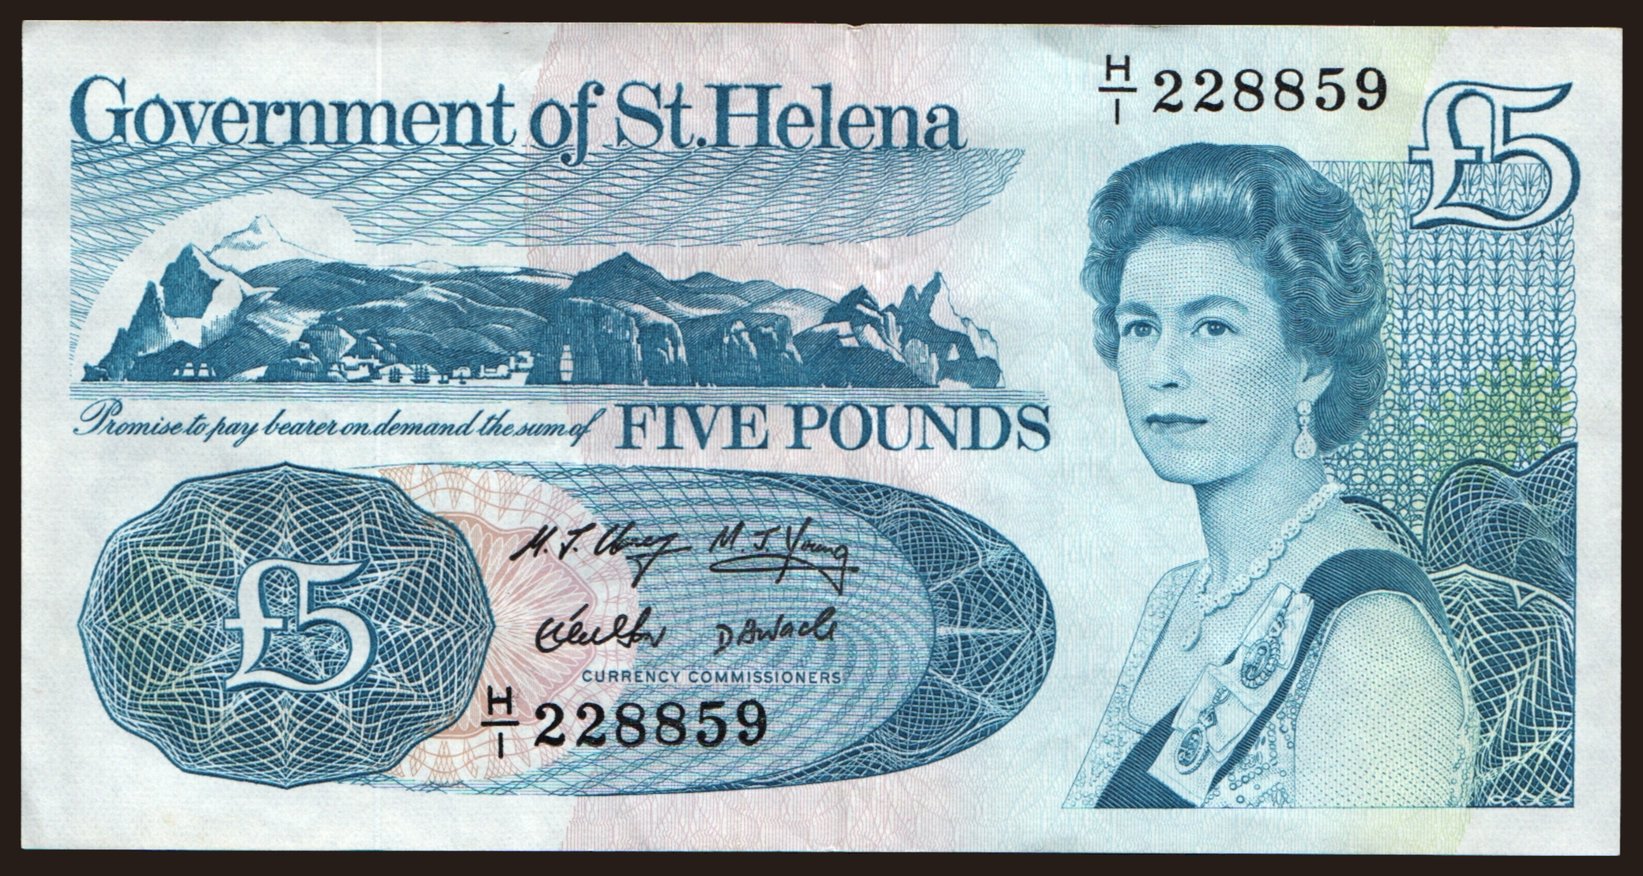 H/I 228859
Government of St.Helena
£5
Promise to pay bearer on demand the sum of FIVE POUNDS
£5
M J Young
CURRENCY COMMISSIONERS
H/I 228859